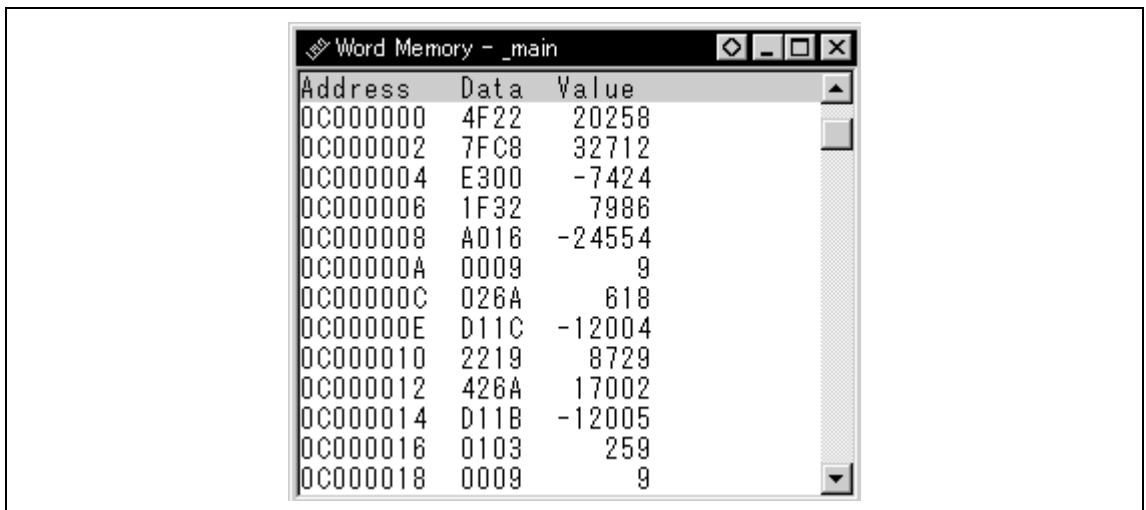 Word Memory - _main
Address Data Value
0C000000 4F22 20258
0C000002 7FC8 32712
0C000004 E300 -7424
0C000006 1F32 7986
0C000008 A016 -24554
0C00000A 0009 9
0C00000C 026A 618
0C00000E D11C -12004
0C000010 2219 8729
0C000012 426A 17002
0C000014 D11B -12005
0C000016 0103 259
0C000018 0009 9